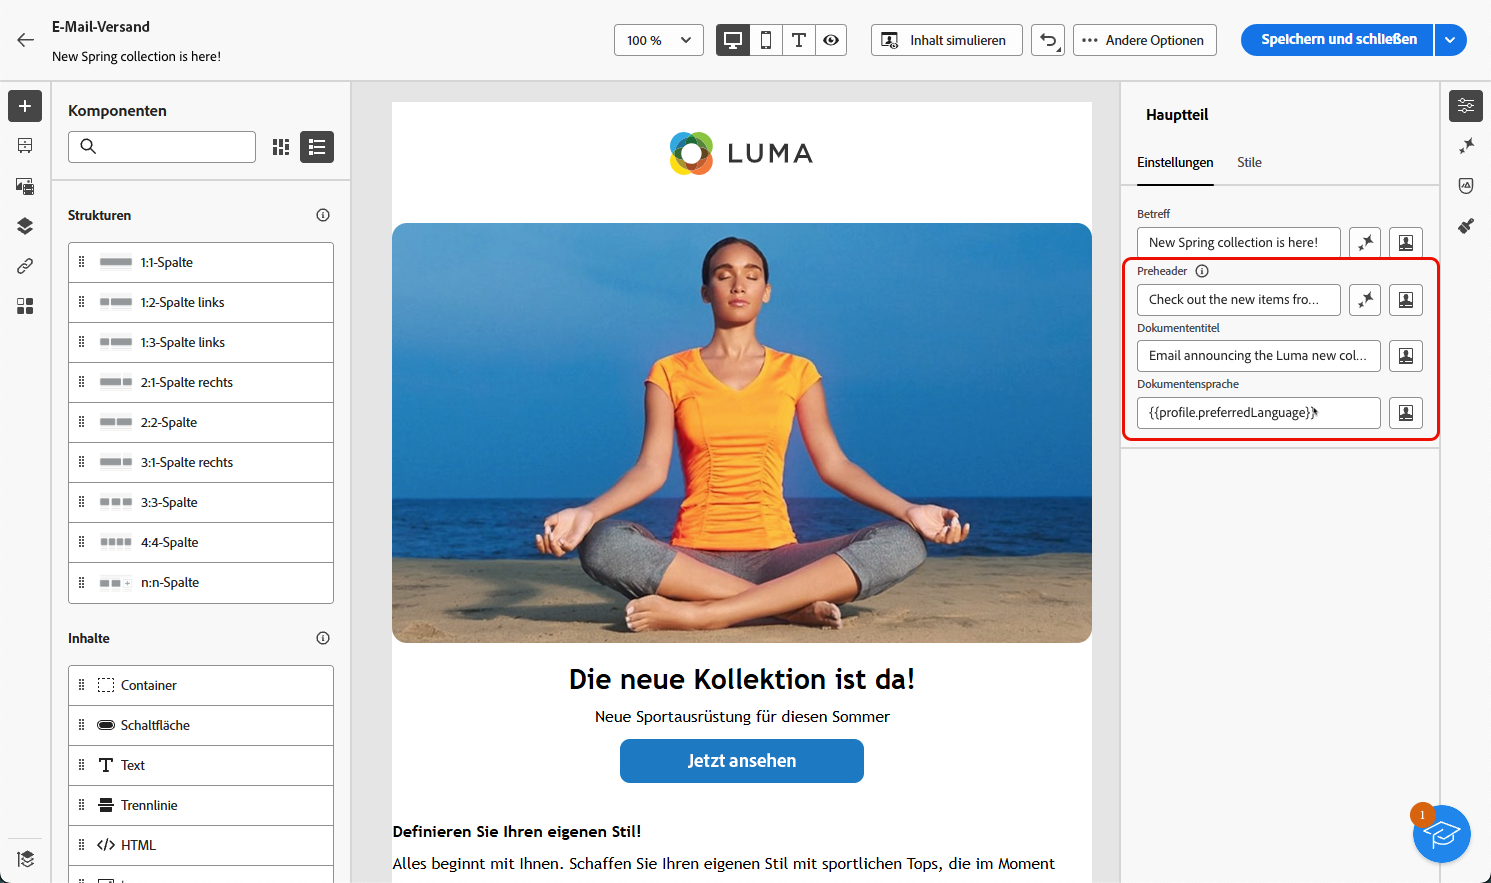 E-Mail-Versand
New Spring collection is here!
100 %
Inhalt simulieren
Andere Optionen
Speichern und schließen
Komponenten
Strukturen
1:1-Spalte
1:2-Spalte links
1:3-Spalte links
2:1-Spalte rechts
2:2-Spalte
3:1-Spalte rechts
3:3-Spalte
4:4-Spalte
n:n-Spalte
Inhalte
Container
Schaltfläche
Text
Trennlinie
HTML
LUMA
Die neue Kollektion ist da!
Neue Sportausrüstung für diesen Sommer
Jetzt ansehen
Definieren Sie Ihren eigenen Stil!
Alles beginnt mit Ihnen. Schaffen Sie Ihren eigenen Stil mit sportlichen Tops, die im Moment
Hauptteil
Einstellungen
Stile
Betreff
New Spring collection is here!
Preheader
Check out the new items fro...
Dokumententitel
Email announcing the Luma new col...
Dokumentensprache
{{profile.preferredLanguage}}
1